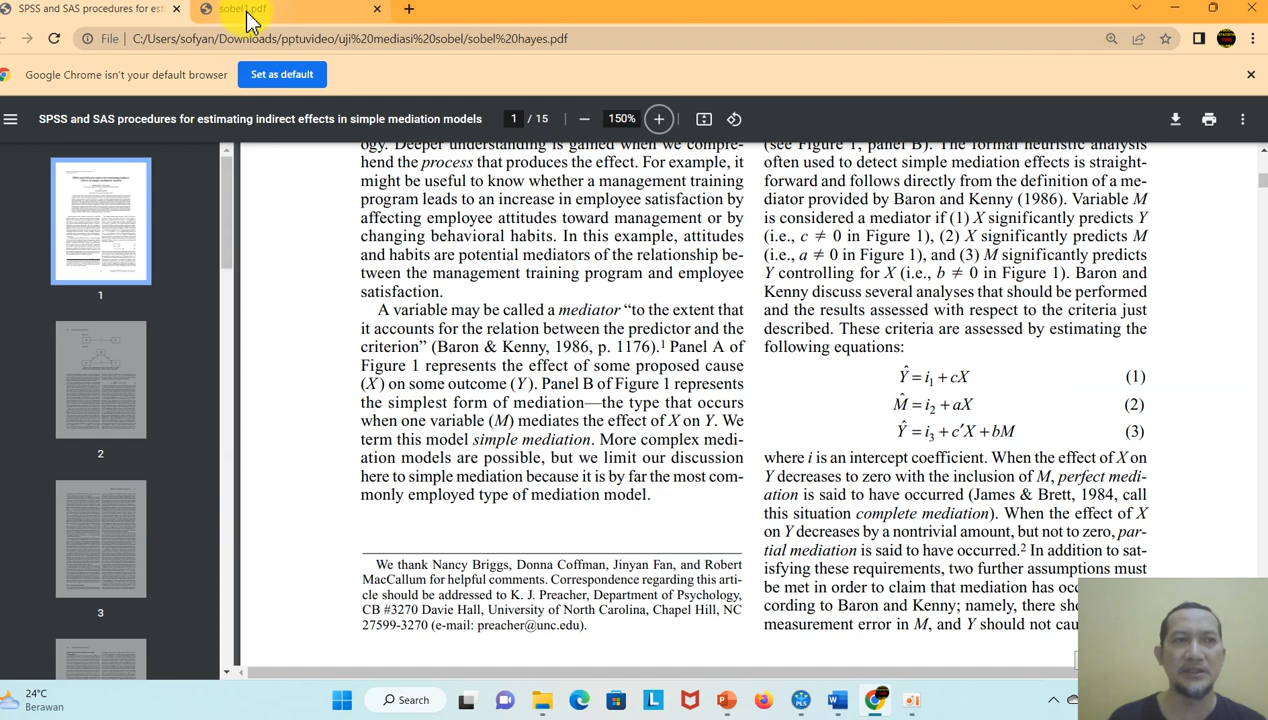 SPSS and SAS procedures for est
sobel1.pdf
File
C:/Users/sofyan/Downloads/pptuvideo/uji%20mediasi%20sobel/sobel%20hayes.pdf
Google Chrome isn't your default browser
Set as default
SPSS and SAS procedures for estimating indirect effects in simple mediation models
1 / 15
150%
1
2
3
ogy. Deeper understanding is gained when we compre-
hend the process that produces the effect. For example, it
might be useful to know whether a management training
program leads to an increase in employee satisfaction by
affecting employee attitudes toward management or by
changing behavioral habits. In this example, attitudes
and habits are potential mediators of the relationship be-
tween the management training program and employee
satisfaction.
A variable may be called a mediator “to the extent that
it accounts for the relation between the predictor and the
criterion” (Baron & Kenny, 1986, p. 1176).1 Panel A of
Figure 1 represents the effect of some proposed cause
(X) on some outcome (Y). Panel B of Figure 1 represents
the simplest form of mediation—the type that occurs
when one variable (M) mediates the effect of X on Y. We
term this model simple mediation. More complex medi-
ation models are possible, but we limit our discussion
here to simple mediation because it is by far the most com-
monly employed type of mediation model.
We thank Nancy Briggs, Donna Coffman, Jinyan Fan, and Robert
MacCallum for helpful comments. Correspondence regarding this arti-
cle should be addressed to K. J. Preacher, Department of Psychology,
CB #3270 Davie Hall, University of North Carolina, Chapel Hill, NC
27599-3270 (e-mail: preacher@unc.edu).
(see Figure 1, panel B). The formal heuristic analysis
often used to detect simple mediation effects is straight-
forward and follows directly from the definition of a me-
diator provided by Baron and Kenny (1986). Variable M
is considered a mediator if (1) X significantly predicts Y
(i.e., c ≠ 0 in Figure 1), (2) X significantly predicts M
(i.e., a ≠ 0 in Figure 1), and (3) M significantly predicts
Y controlling for X (i.e., b ≠ 0 in Figure 1). Baron and
Kenny discuss several analyses that should be performed
and the results assessed with respect to the criteria just
described. These criteria are assessed by estimating the
following equations:
Ŷ = i1 + cX (1)
M̂ = i2 + aX (2)
Ŷ = i3 + c′X + bM (3)
where i is an intercept coefficient. When the effect of X on
Y decreases to zero with the inclusion of M, perfect medi-
ation is said to have occurred (James & Brett, 1984, call
this situation complete mediation). When the effect of X
on Y decreases by a nontrivial amount, but not to zero, par-
tial mediation is said to have occurred.2 In addition to sat-
isfying these requirements, two further assumptions must
be met in order to claim that mediation has oc
cording to Baron and Kenny; namely, there sh
measurement error in M, and Y should not cau
24°C
Berawan
Search